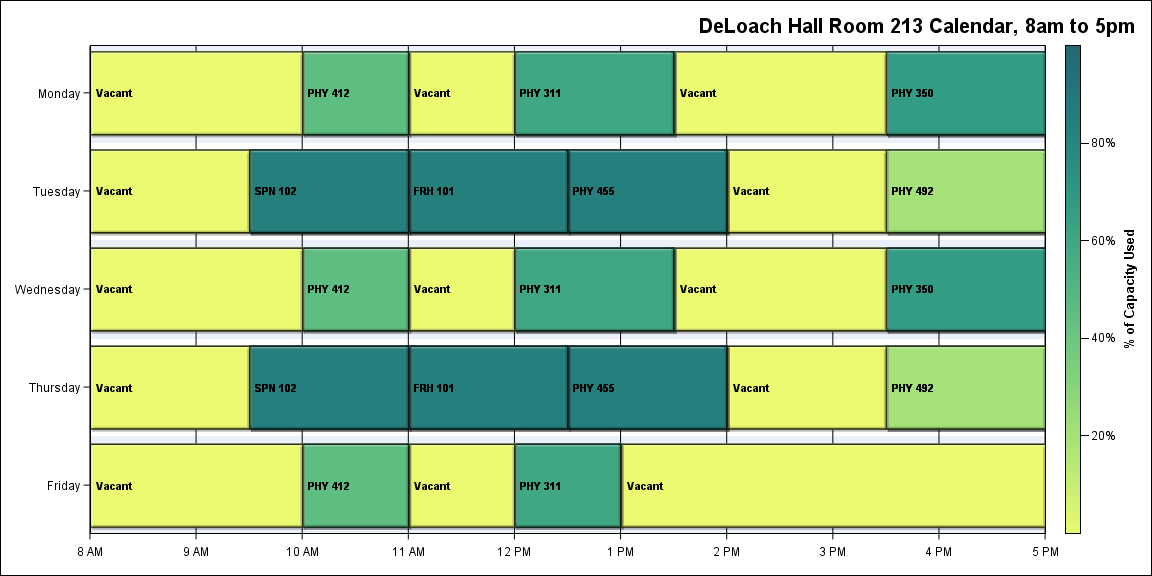 DeLoach Hall Room 213 Calendar, 8am to 5pm
Monday
Vacant
PHY 412
Vacant
PHY 311
Vacant
PHY 350
Tuesday
Vacant
SPN 102
FRH 101
PHY 455
Vacant
PHY 492
Wednesday
Vacant
PHY 412
Vacant
PHY 311
Vacant
PHY 350
Thursday
Vacant
SPN 102
FRH 101
PHY 455
Vacant
PHY 492
Friday
Vacant
PHY 412
Vacant
PHY 311
Vacant
8 AM
9 AM
10 AM
11 AM
12 PM
1 PM
2 PM
3 PM
4 PM
5 PM
80%
60%
40%
20%
% of Capacity Used